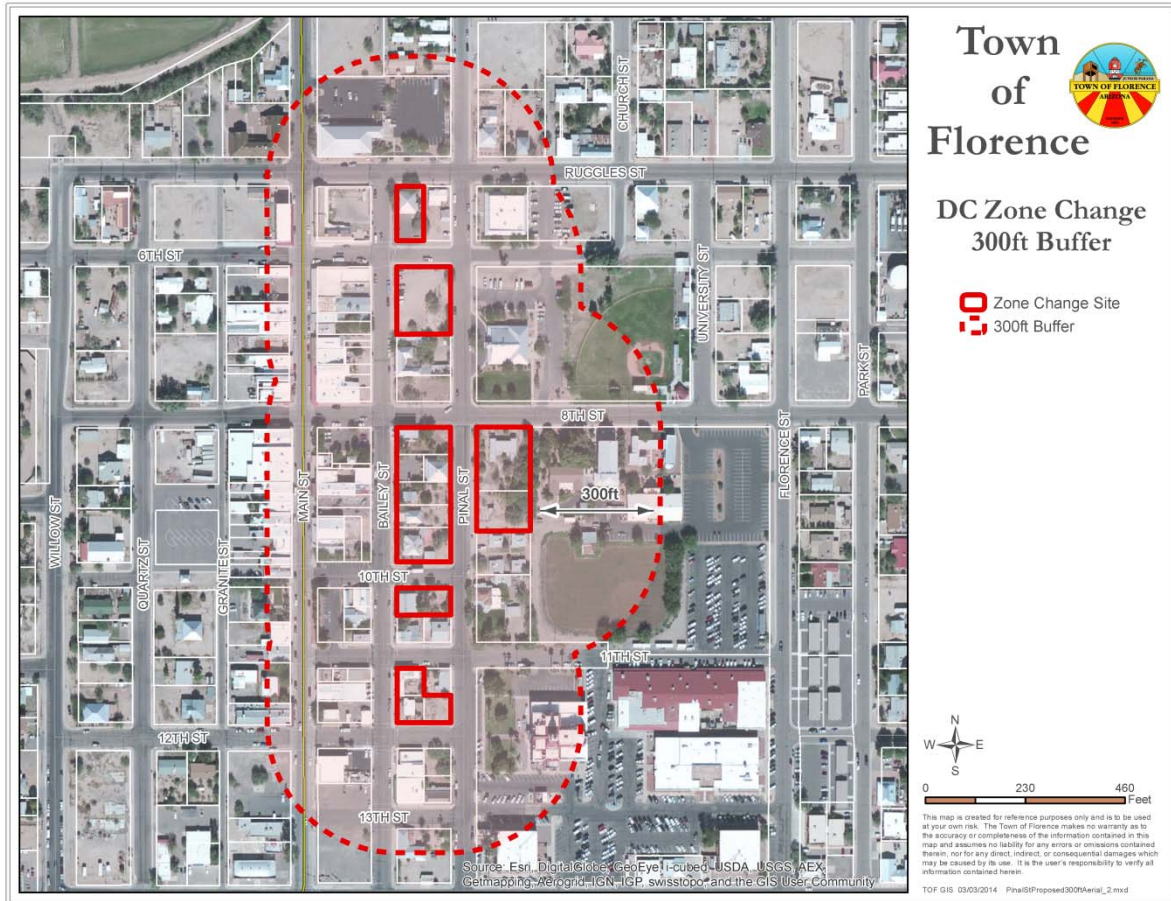 Town
of
Florence
TOWN OF FLORENCE
ARIZONA
DC Zone Change
300ft Buffer
Zone Change Site
300ft Buffer
CHURCH ST
RUGGLES ST
6TH ST
UNIVERSITY ST
PARK ST
8TH ST
FLORENCE ST
MAIN ST
BAILEY ST
PINAL ST
300ft
WILLOW ST
QUARTZ ST
GRANITE ST
10TH ST
11TH ST
12TH ST
13TH ST
N
W E
S
0 230 460
Feet
This map is created for reference purposes only and is to be used
at your own risk. The Town of Florence makes no warranty as to
the accuracy or completeness of the information contained in this
map and assumes no liability for any errors or omissions contained
therein, nor for any direct, indirect, or consequential damages which
may be caused by its use. It is the user's responsibility to verify all
information contained herein.
TOF GIS 03/03/2014 PinalStProposed300ftAerial_2.mxd
Source: Esri, DigitalGlobe, GeoEye, i-cubed, USDA, USGS, AEX,
Getmapping, Aerogrid, IGN, IGP, swisstopo, and the GIS User Community